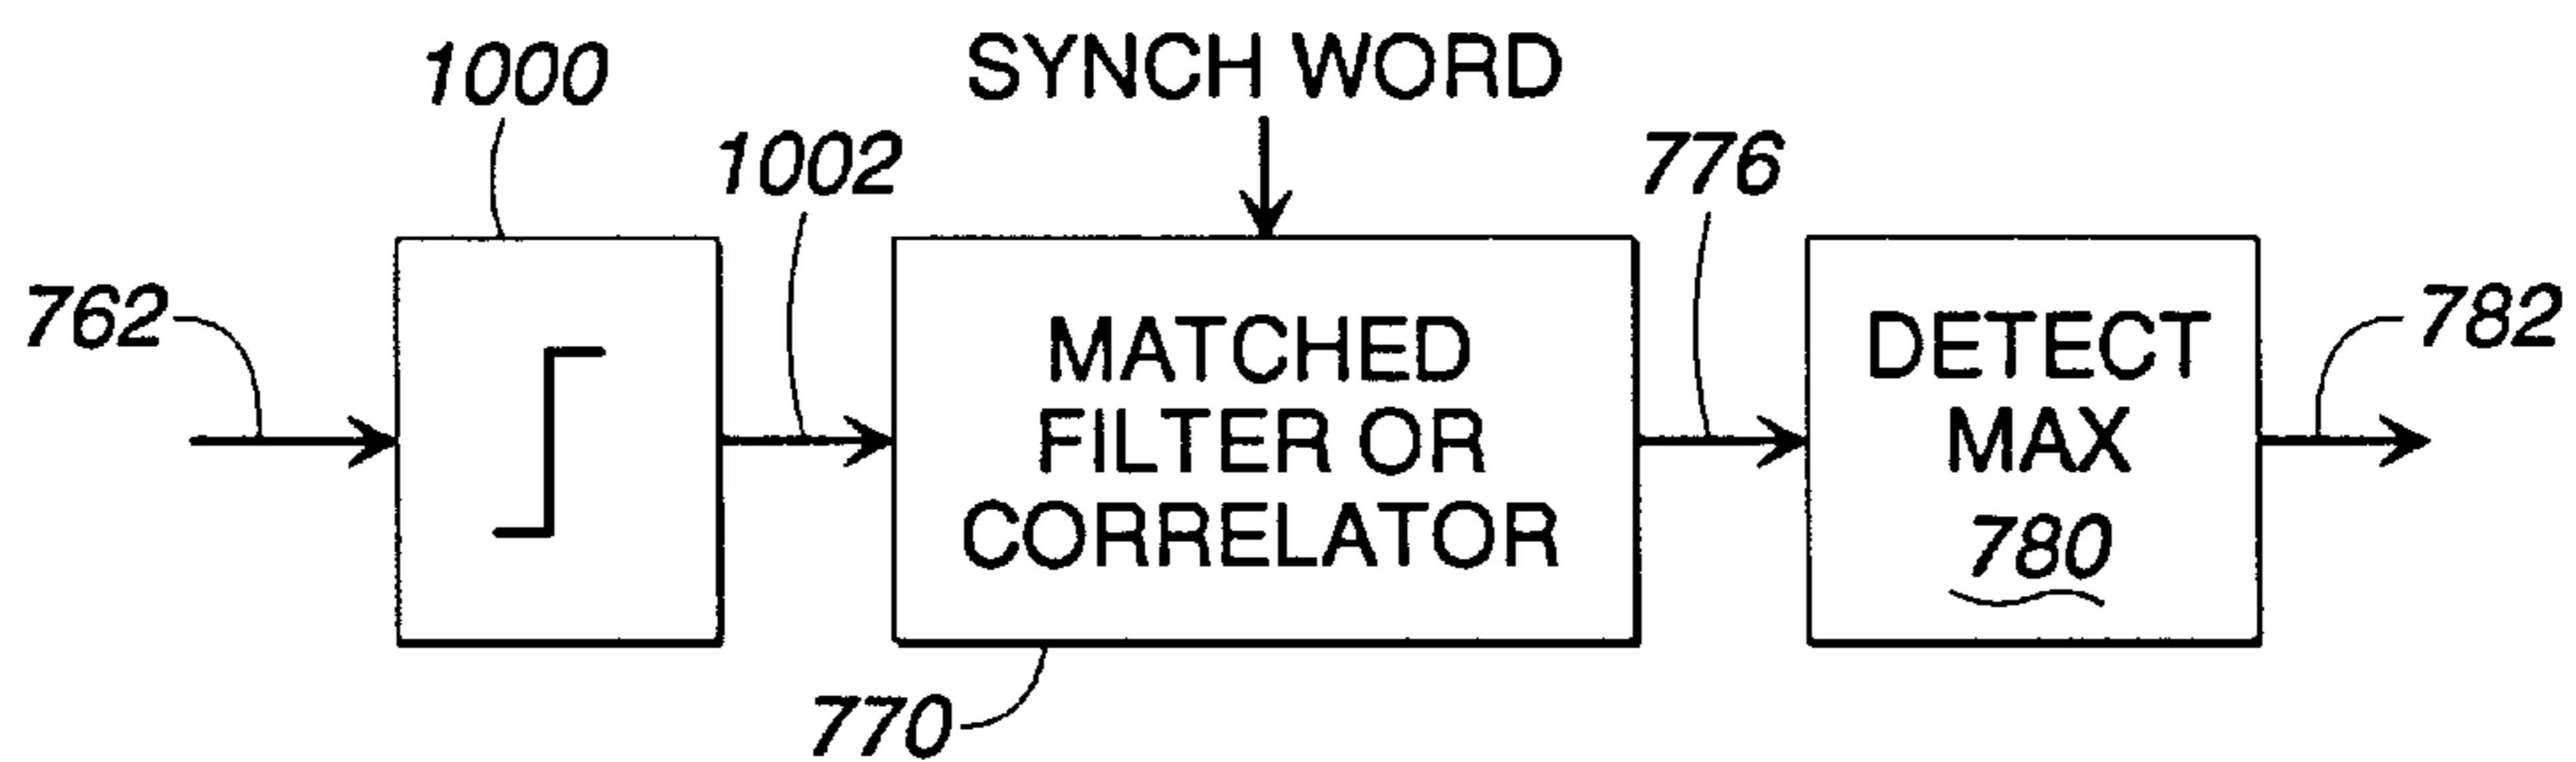 1000
SYNCH WORD
1002
776
762
MATCHED
FILTER OR
CORRELATOR
DETECT
MAX
780
782
770